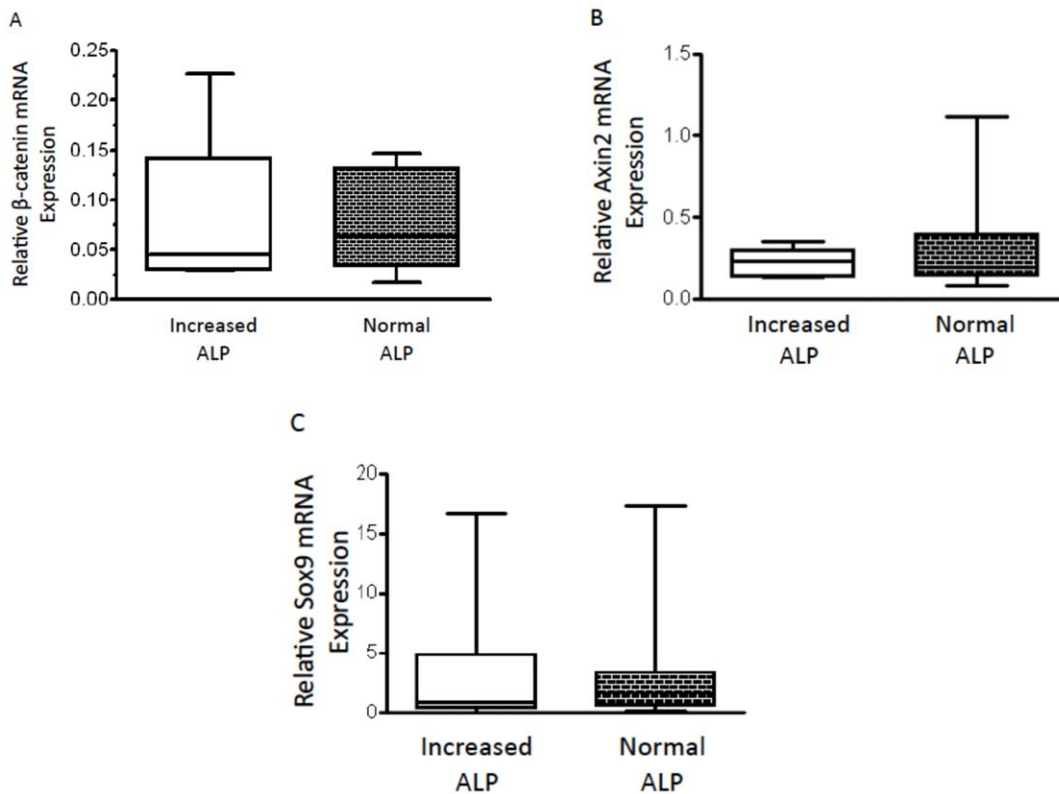 A
Relative β-catenin mRNA
Expression
0.25
0.20
0.15
0.10
0.05
0.00
Increased
ALP
Normal
ALP
B
Relative Axin2 mRNA
Expression
1.5
1.0
0.5
0.0
Increased
ALP
Normal
ALP
C
Relative Sox9 mRNA
Expression
20
15
10
5
0
Increased
ALP
Normal
ALP